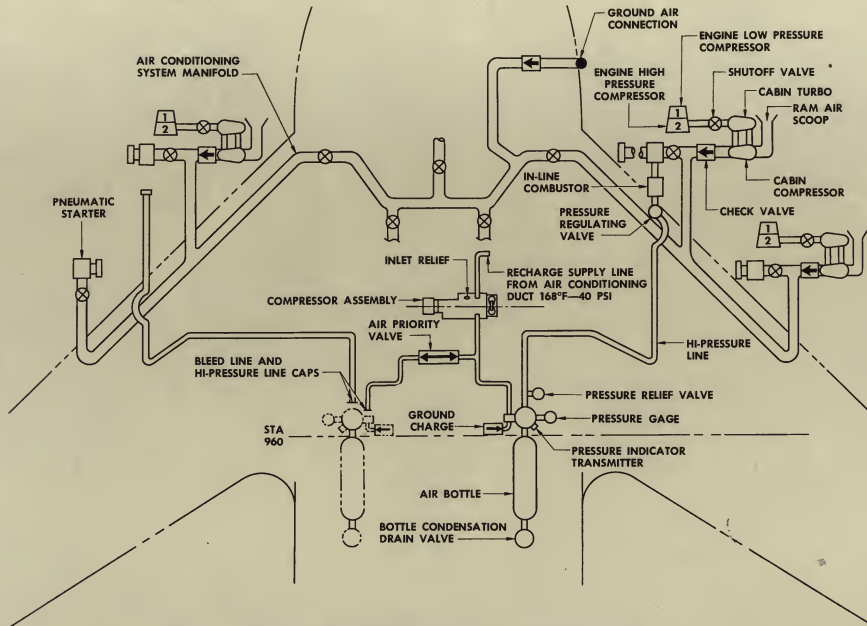 GROUND AIR
CONNECTION
ENGINE LOW PRESSURE
COMPRESSOR
AIR CONDITIONING
SYSTEM MANIFOLD
ENGINE HIGH
PRESSURE
COMPRESSOR
SHUTOFF VALVE
CABIN TURBO
RAM AIR
SCOOP
1
2
1
2
IN-LINE
COMBUSTOR
CABIN
COMPRESSOR
PNEUMATIC
STARTER
PRESSURE
REGULATING
VALVE
CHECK VALVE
1
2
INLET RELIEF
RECHARGE SUPPLY LINE
FROM AIR CONDITIONING
DUCT 168°F—40 PSI
COMPRESSOR ASSEMBLY
AIR PRIORITY
VALVE
HI-PRESSURE
LINE
BLEED LINE AND
HI-PRESSURE LINE CAPS
PRESSURE RELIEF VALVE
GROUND
CHARGE
PRESSURE GAGE
STA
960
PRESSURE INDICATOR
TRANSMITTER
AIR BOTTLE
BOTTLE CONDENSATION
DRAIN VALVE